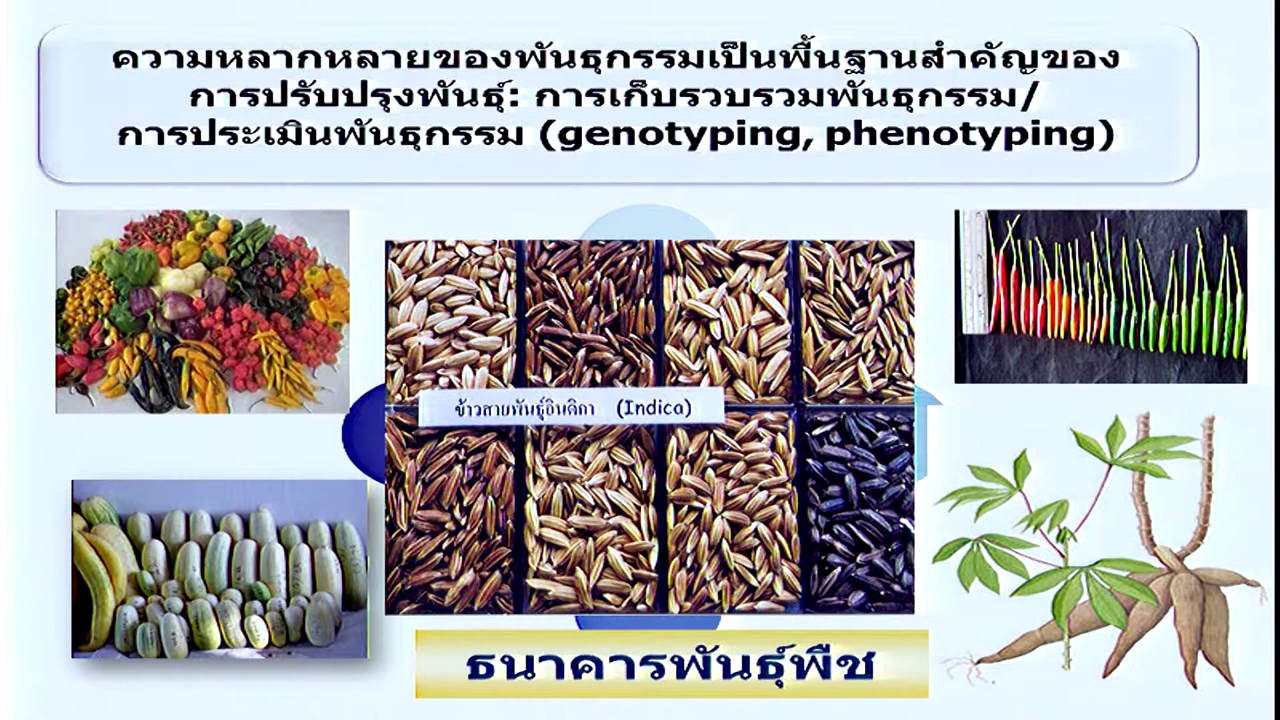 ความหลากหลายของพันธุกรรมเป็นพื้นฐานสำคัญของ
การปรับปรุงพันธุ์: การเก็บรวบรวมพันธุกรรม/
การประเมินพันธุกรรม (genotyping, phenotyping)
ข้าวสายพันธุ์อินดิกา (Indica)
ธนาคารพันธุ์พืช